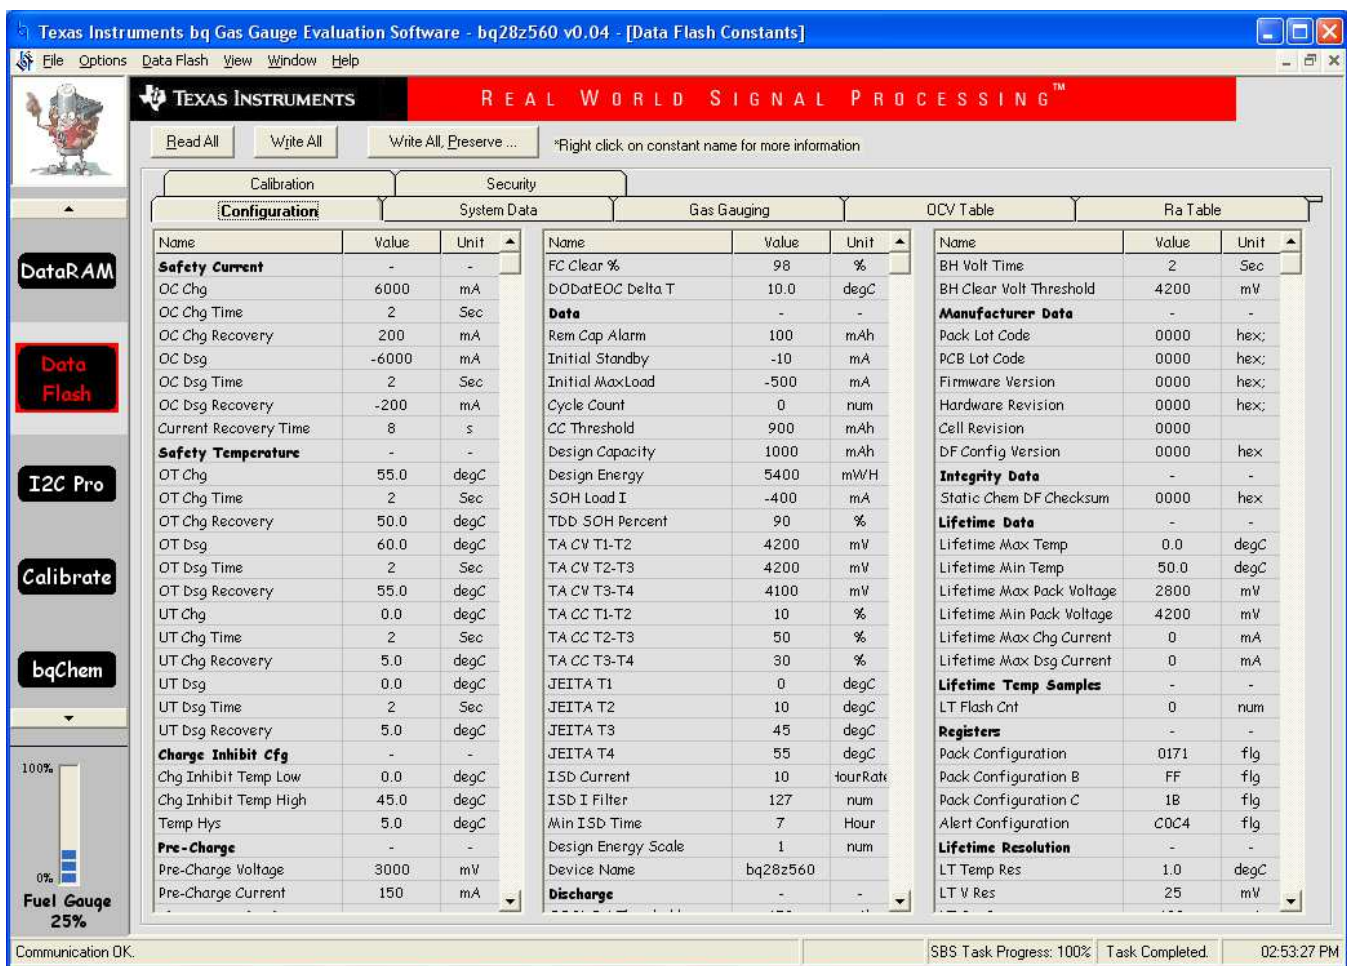 Texas Instruments bq Gas Gauge Evaluation Software - bq28z560 v0.04 - [Data Flash Constants]
File Options Data Flash View Window Help
TEXAS INSTRUMENTS REAL WORLD SIGNAL PROCESSING™
Read All Write All Write All, Preserve ... *Right click on constant name for more information
Calibration Security
Configuration System Data Gas Gauging OCV Table Ra Table
DataRAM
Data
Flash
I2C Pro
Calibrate
bqChem
100%
0%
Fuel Gauge
25%
Name Value Unit
Safety Current - -
OC Chg 6000 mA
OC Chg Time 2 Sec
OC Chg Recovery 200 mA
OC Dsg -6000 mA
OC Dsg Time 2 Sec
OC Dsg Recovery -200 mA
Current Recovery Time 8 s
Safety Temperature - -
OT Chg 55.0 degC
OT Chg Time 2 Sec
OT Chg Recovery 50.0 degC
OT Dsg 60.0 degC
OT Dsg Time 2 Sec
OT Dsg Recovery 55.0 degC
UT Chg 0.0 degC
UT Chg Time 2 Sec
UT Chg Recovery 5.0 degC
UT Dsg 0.0 degC
UT Dsg Time 2 Sec
UT Dsg Recovery 5.0 degC
Charge Inhibit Cfg - -
Chg Inhibit Temp Low 0.0 degC
Chg Inhibit Temp High 45.0 degC
Temp Hys 5.0 degC
Pre-Charge - -
Pre-Charge Voltage 3000 mV
Pre-Charge Current 150 mA
Name Value Unit
FC Clear % 98 %
DODatEOC Delta T 10.0 degC
Data - -
Rem Cap Alarm 100 mAh
Initial Standby -10 mA
Initial MaxLoad -500 mA
Cycle Count 0 num
CC Threshold 900 mAh
Design Capacity 1000 mAh
Design Energy 5400 mWH
SOH Load I -400 mA
TDD SOH Percent 90 %
TA CV T1-T2 4200 mV
TA CV T2-T3 4200 mV
TA CV T3-T4 4100 mV
TA CC T1-T2 10 %
TA CC T2-T3 50 %
TA CC T3-T4 30 %
JEITA T1 0 degC
JEITA T2 10 degC
JEITA T3 45 degC
JEITA T4 55 degC
ISD Current 10 HourRate
ISD I Filter 127 num
Min ISD Time 7 Hour
Design Energy Scale 1 num
Device Name bq28z560
Discharge - -
Name Value Unit
BH Volt Time 2 Sec
BH Clear Volt Threshold 4200 mV
Manufacturer Data - -
Pack Lot Code 0000 hex;
PCB Lot Code 0000 hex;
Firmware Version 0000 hex;
Hardware Revision 0000 hex;
Cell Revision 0000
DF Config Version 0000 hex
Integrity Data - -
Static Chem DF Checksum 0000 hex
Lifetime Data - -
Lifetime Max Temp 0.0 degC
Lifetime Min Temp 50.0 degC
Lifetime Max Pack Voltage 2800 mV
Lifetime Min Pack Voltage 4200 mV
Lifetime Max Chg Current 0 mA
Lifetime Max Dsg Current 0 mA
Lifetime Temp Samples - -
LT Flash Cnt 0 num
Registers - -
Pack Configuration 0171 flg
Pack Configuration B FF flg
Pack Configuration C 1B flg
Alert Configuration C0C4 flg
Lifetime Resolution - -
LT Temp Res 1.0 degC
LT V Res 25 mV
Communication OK. SBS Task Progress: 100% Task Completed. 02:53:27 PM